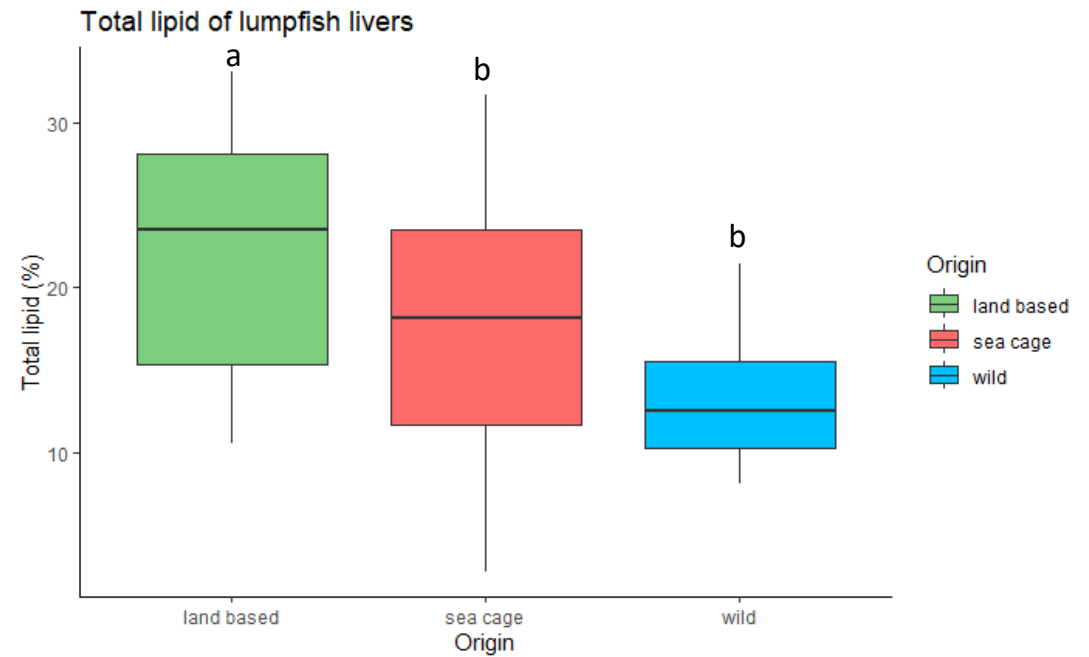 Total lipid of lumpfish livers
a
b
b
30
20
10
Total lipid (%)
land based
sea cage
wild
Origin
Origin
land based
sea cage
wild